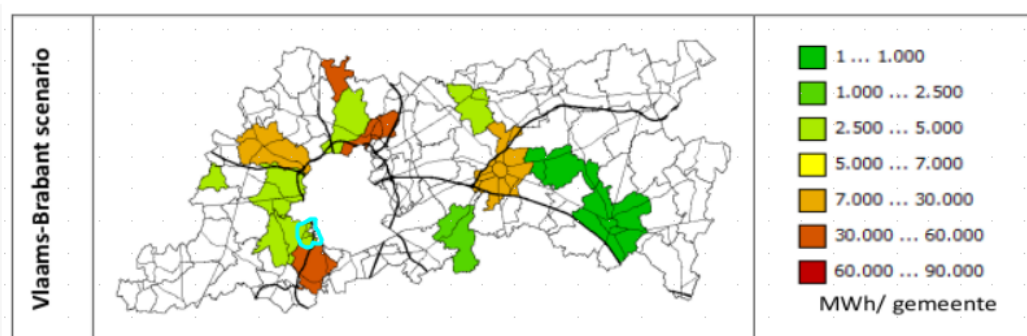 Vlaams-Brabant scenario
1 ... 1.000
1.000 ... 2.500
2.500 ... 5.000
5.000 ... 7.000
7.000 ... 30.000
30.000 ... 60.000
60.000 ... 90.000
MWh/ gemeente